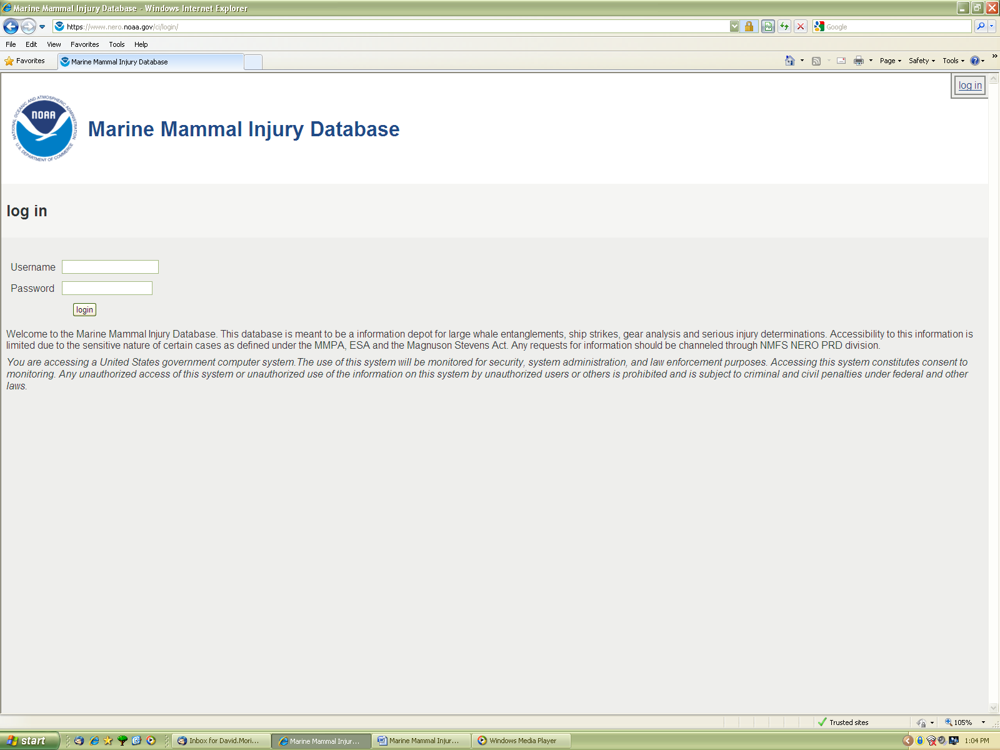 Marine Mammal Injury Database - Windows Internet Explorer
https://www.nero.noaa.gov/ci/login/
Google
File Edit View Favorites Tools Help
Favorites
Marine Mammal Injury Database
Page Safety Tools
log in
NATIONAL OCEANIC AND ATMOSPHERIC ADMINISTRATION
NOAA
U.S. DEPARTMENT OF COMMERCE
Marine Mammal Injury Database
log in
Username
Password
login
Welcome to the Marine Mammal Injury Database. This database is meant to be a information depot for large whale entanglements, ship strikes, gear analysis and serious injury determinations. Accessibility to this information is
limited due to the sensitive nature of certain cases as defined under the MMPA, ESA and the Magnuson Stevens Act. Any requests for information should be channeled through NMFS NERO PRD division.
You are accessing a United States government computer system.The use of this system will be monitored for security, system administration, and law enforcement purposes. Accessing this system constitutes consent to
monitoring. Any unauthorized access of this system or unauthorized use of the information on this system by unauthorized users or others is prohibited and is subject to criminal and civil penalties under federal and other
laws.
Trusted sites
105%
start
Inbox for David.Mori...
Marine Mammal Injur...
Marine Mammal Injur...
Windows Media Player
1:04 PM